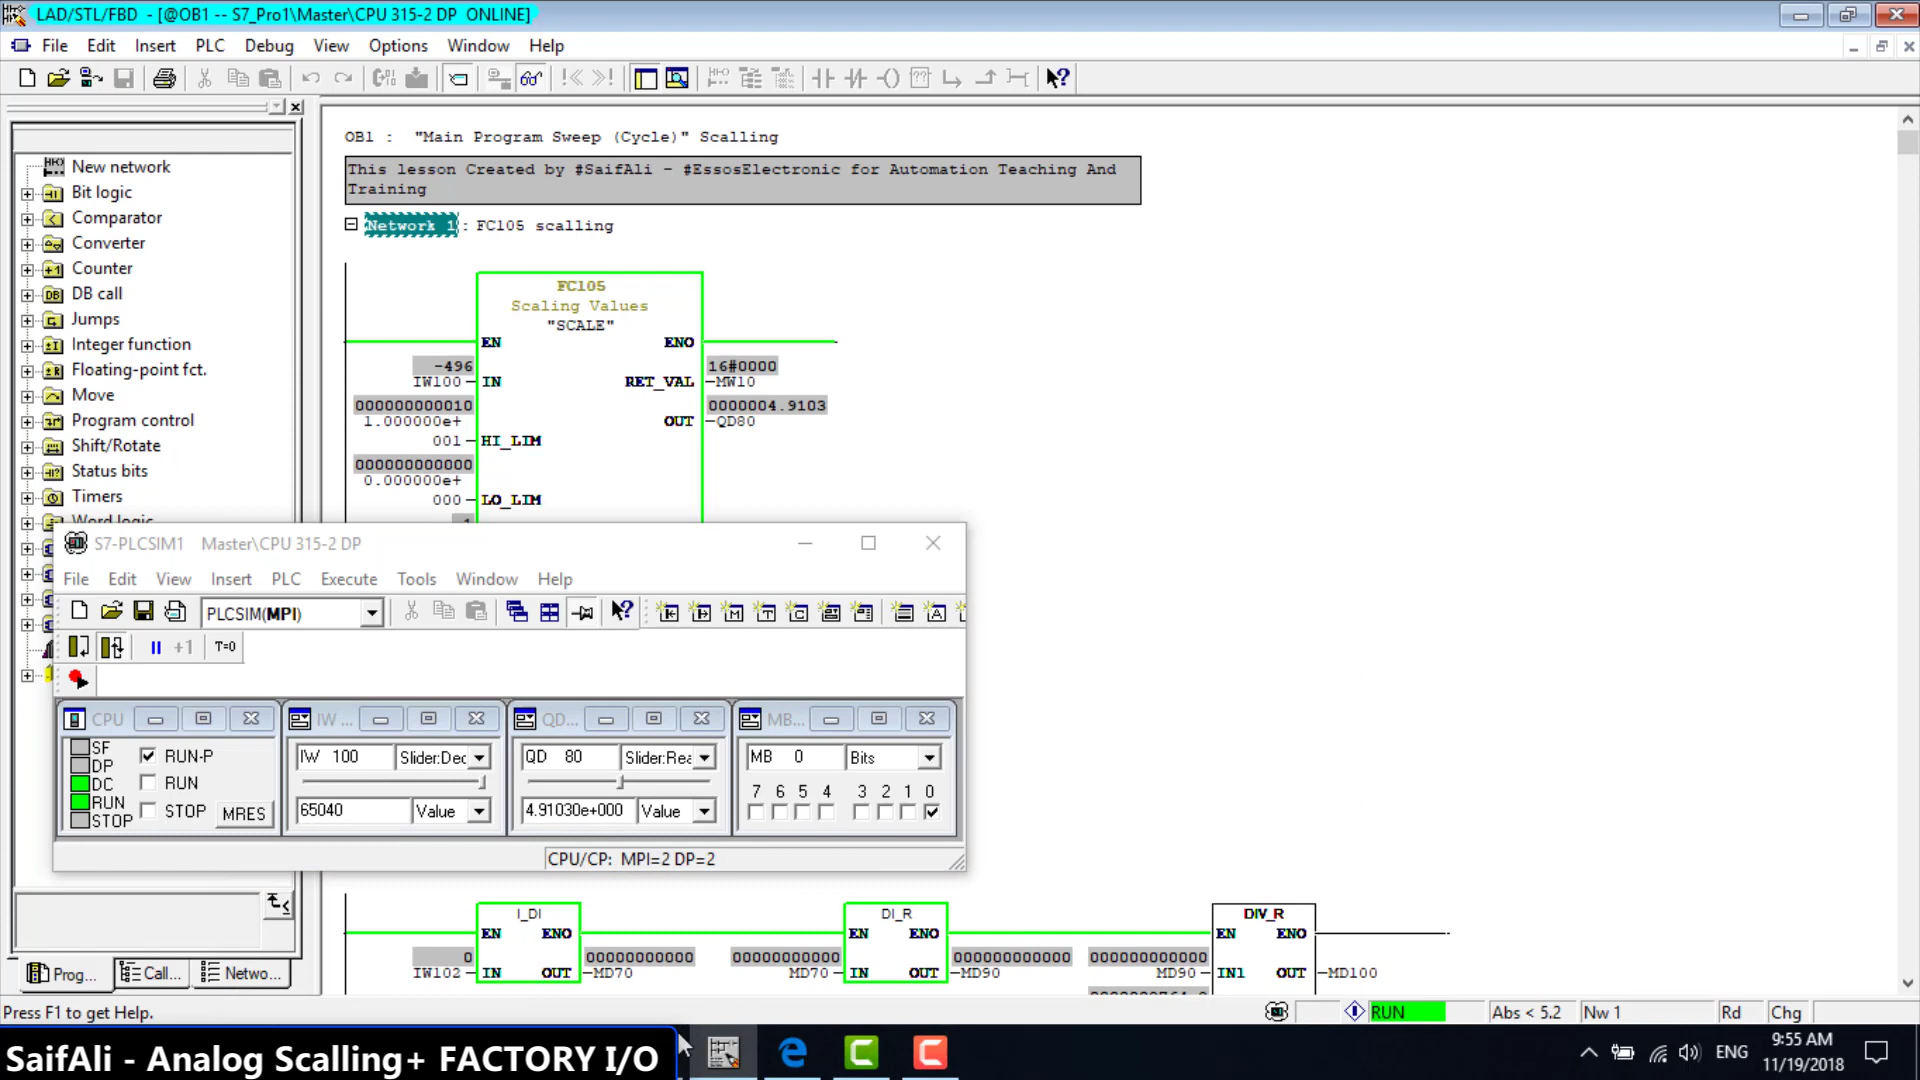 LAD/STL/FBD - [@OB1 -- S7_Pro1\Master\CPU 315-2 DP ONLINE]
File Edit Insert PLC Debug View Options Window Help
New network
Bit logic
Comparator
Converter
Counter
DB call
Jumps
Integer function
Floating-point fct.
Move
Program control
Shift/Rotate
Status bits
Timers
Word logic
OB1 : "Main Program Sweep (Cycle)" Scalling
This lesson Created by #SaifAli - #EssosElectronic for Automation Teaching And
Training
Network 1 : FC105 scalling
FC105
Scaling Values
"SCALE"
EN ENO
-496 16#0000
IW100 IN RET_VAL MW10
000000000010 0000004.9103
1.000000e+ OUT QD80
001 HI_LIM
000000000000
0.000000e+
000 LO_LIM
S7-PLCSIM1 Master\CPU 315-2 DP
File Edit View Insert PLC Execute Tools Window Help
PLCSIM(MPI)
+1 T=0
CPU IW ... QD... MB...
SF
DP
DC
RUN
STOP
RUN-P
RUN
STOP
MRES
IW 100 Slider:Dec
65040 Value
QD 80 Slider:Rea
4.91030e+000 Value
MB 0 Bits
7 6 5 4 3 2 1 0
CPU/CP: MPI=2 DP=2
I_DI DI_R DIV_R
EN ENO EN ENO EN ENO
0 00000000000 00000000000 000000000000 000000000000
IW102 IN OUT MD70 MD70 IN OUT MD90 MD90 IN1 OUT MD100
Prog... Call... Netwo...
Press F1 to get Help. RUN Abs < 5.2 Nw 1 Rd Chg
SaifAli - Analog Scalling+ FACTORY I/O
ENG
9:55 AM
11/19/2018